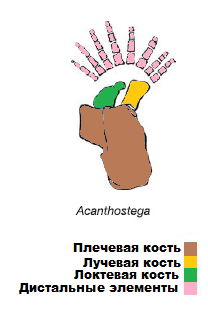 Acanthostega
Плечевая кость
Лучевая кость
Локтевая кость
Дистальные элементы